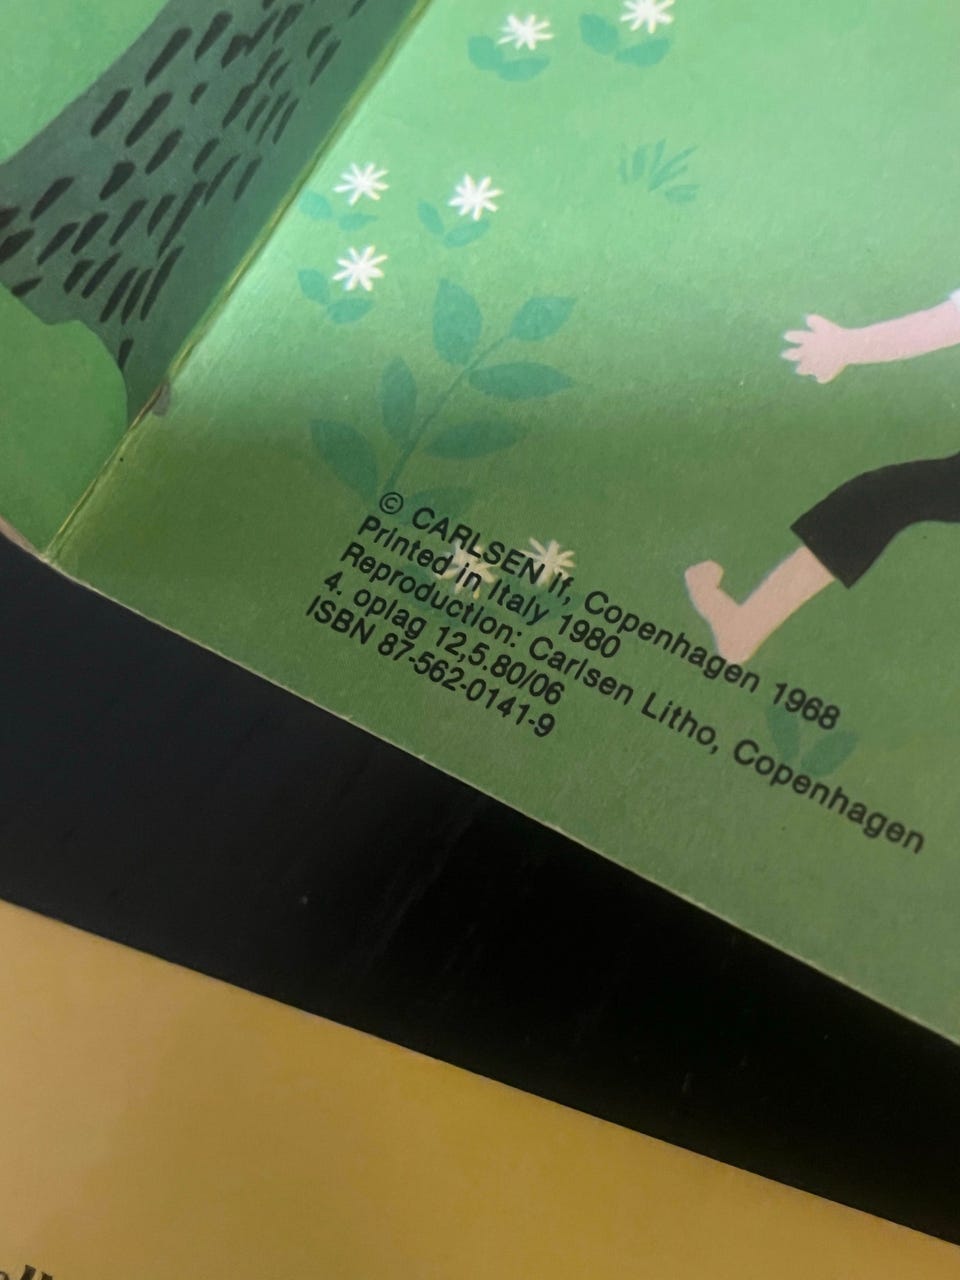 © CARLSEN if, Copenhagen 1968
Printed in Italy 1980
Reproduction: Carlsen Litho, Copenhagen
4. oplag 12,5.80/06
ISBN 87-562-0141-9